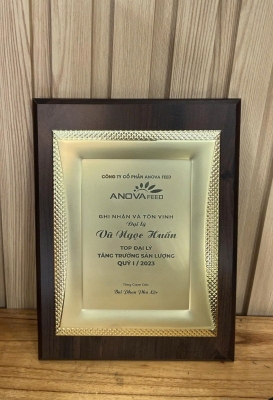 CÔNG TY CỔ PHẦN ANOVA FEED
ANOVA FEED
GHI NHẬN VÀ TÔN VINH
Đại lý
Vũ Ngọc Huấn
TOP ĐẠI LÝ
TĂNG TRƯỞNG SẢN LƯỢNG
QUÝ I / 2023